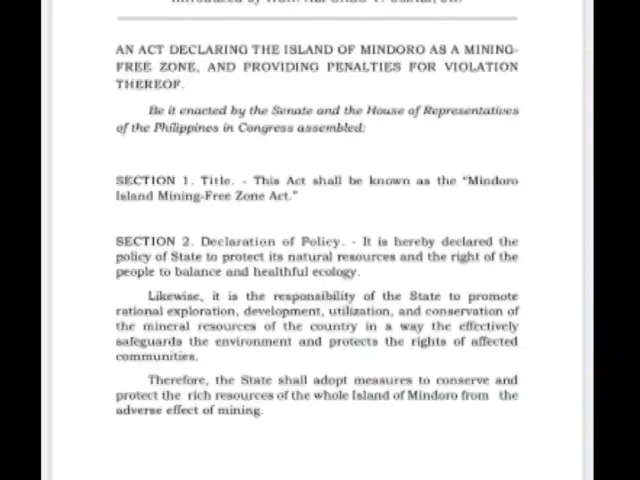 Introduced by HON. ALFONSO V. UMALI, JR.
AN ACT DECLARING THE ISLAND OF MINDORO AS A MINING-
FREE ZONE, AND PROVIDING PENALTIES FOR VIOLATION
THEREOF.
Be it enacted by the Senate and the House of Representatives
of the Philippines in Congress assembled:
SECTION 1. Title. - This Act shall be known as the “Mindoro
Island Mining-Free Zone Act.”
SECTION 2. Declaration of Policy. - It is hereby declared the
policy of State to protect its natural resources and the right of the
people to balance and healthful ecology.
Likewise, it is the responsibility of the State to promote
rational exploration, development, utilization, and conservation of
the mineral resources of the country in a way the effectively
safeguards the environment and protects the rights of affected
communities.
Therefore, the State shall adopt measures to conserve and
protect the rich resources of the whole Island of Mindoro from the
adverse effect of mining.